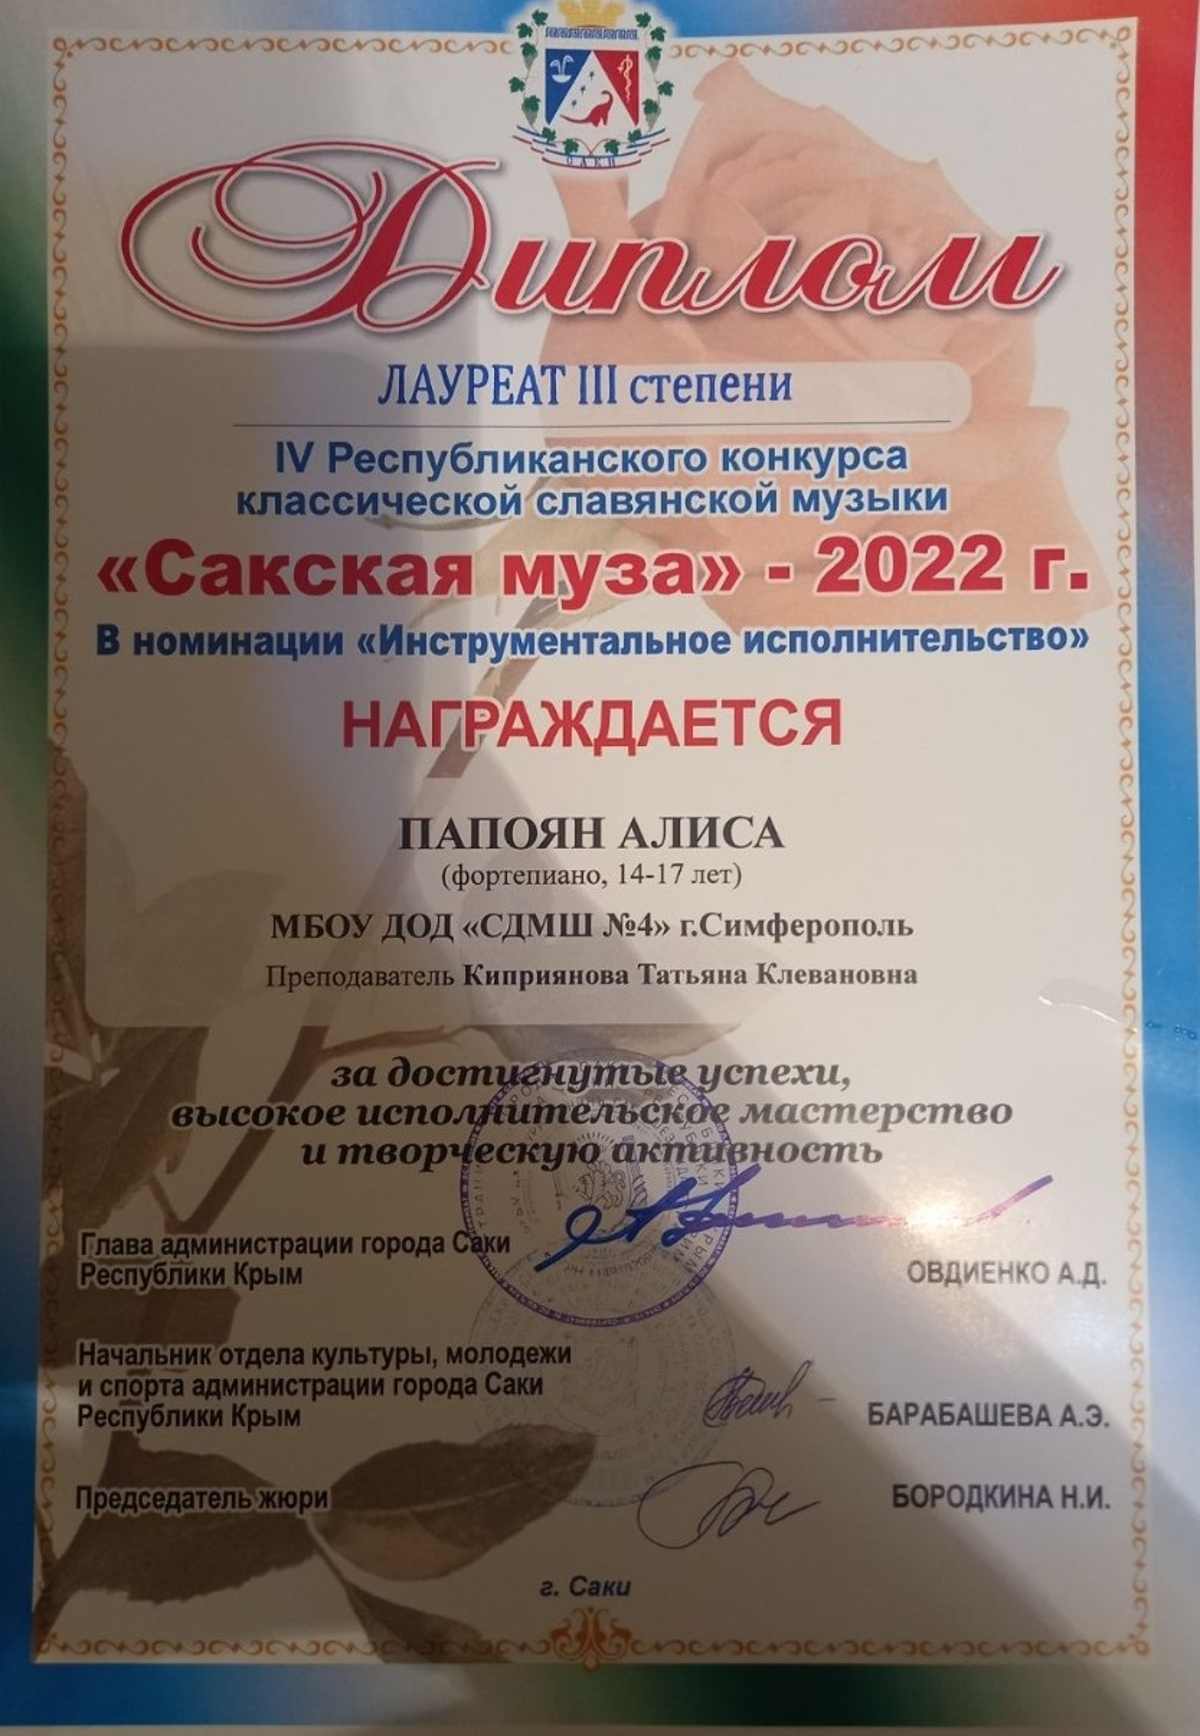 САКИ
Диплом
ЛАУРЕАТ III степени
IV Республиканского конкурса
классической славянской музыки
«Сакская муза» - 2022 г.
В номинации «Инструментальное исполнительство»
НАГРАЖДАЕТСЯ
ПАПОЯН АЛИСА
(фортепиано, 14-17 лет)
МБОУ ДОД «СДМШ №4» г.Симферополь
Преподаватель Киприянова Татьяна Клевановна
за достигнутые успехи,
высокое исполнительское мастерство
и творческую активность
Глава администрации города Саки
Республики Крым
ОВДИЕНКО А.Д.
Начальник отдела культуры, молодежи
и спорта администрации города Саки
Республики Крым
БАРАБАШЕВА А.Э.
Председатель жюри
БОРОДКИНА Н.И.
г. Саки